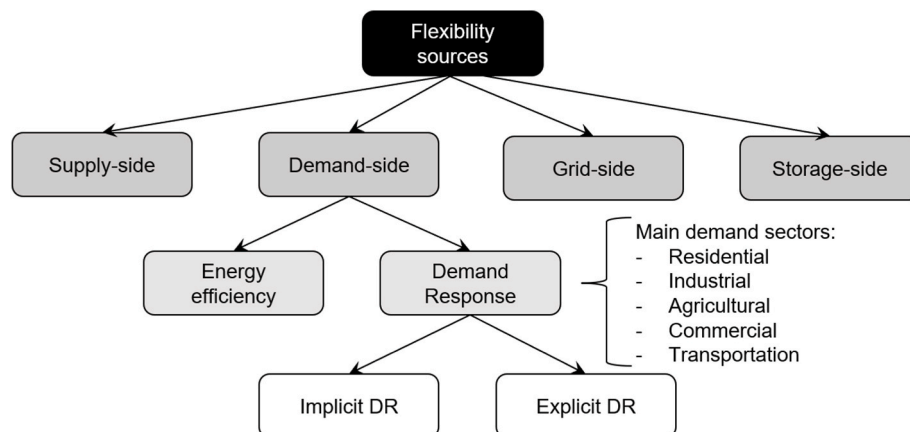 Flexibility
sources
Supply-side
Demand-side
Grid-side
Storage-side
Energy
efficiency
Demand
Response
Main demand sectors:
- Residential
- Industrial
- Agricultural
- Commercial
- Transportation
Implicit DR
Explicit DR